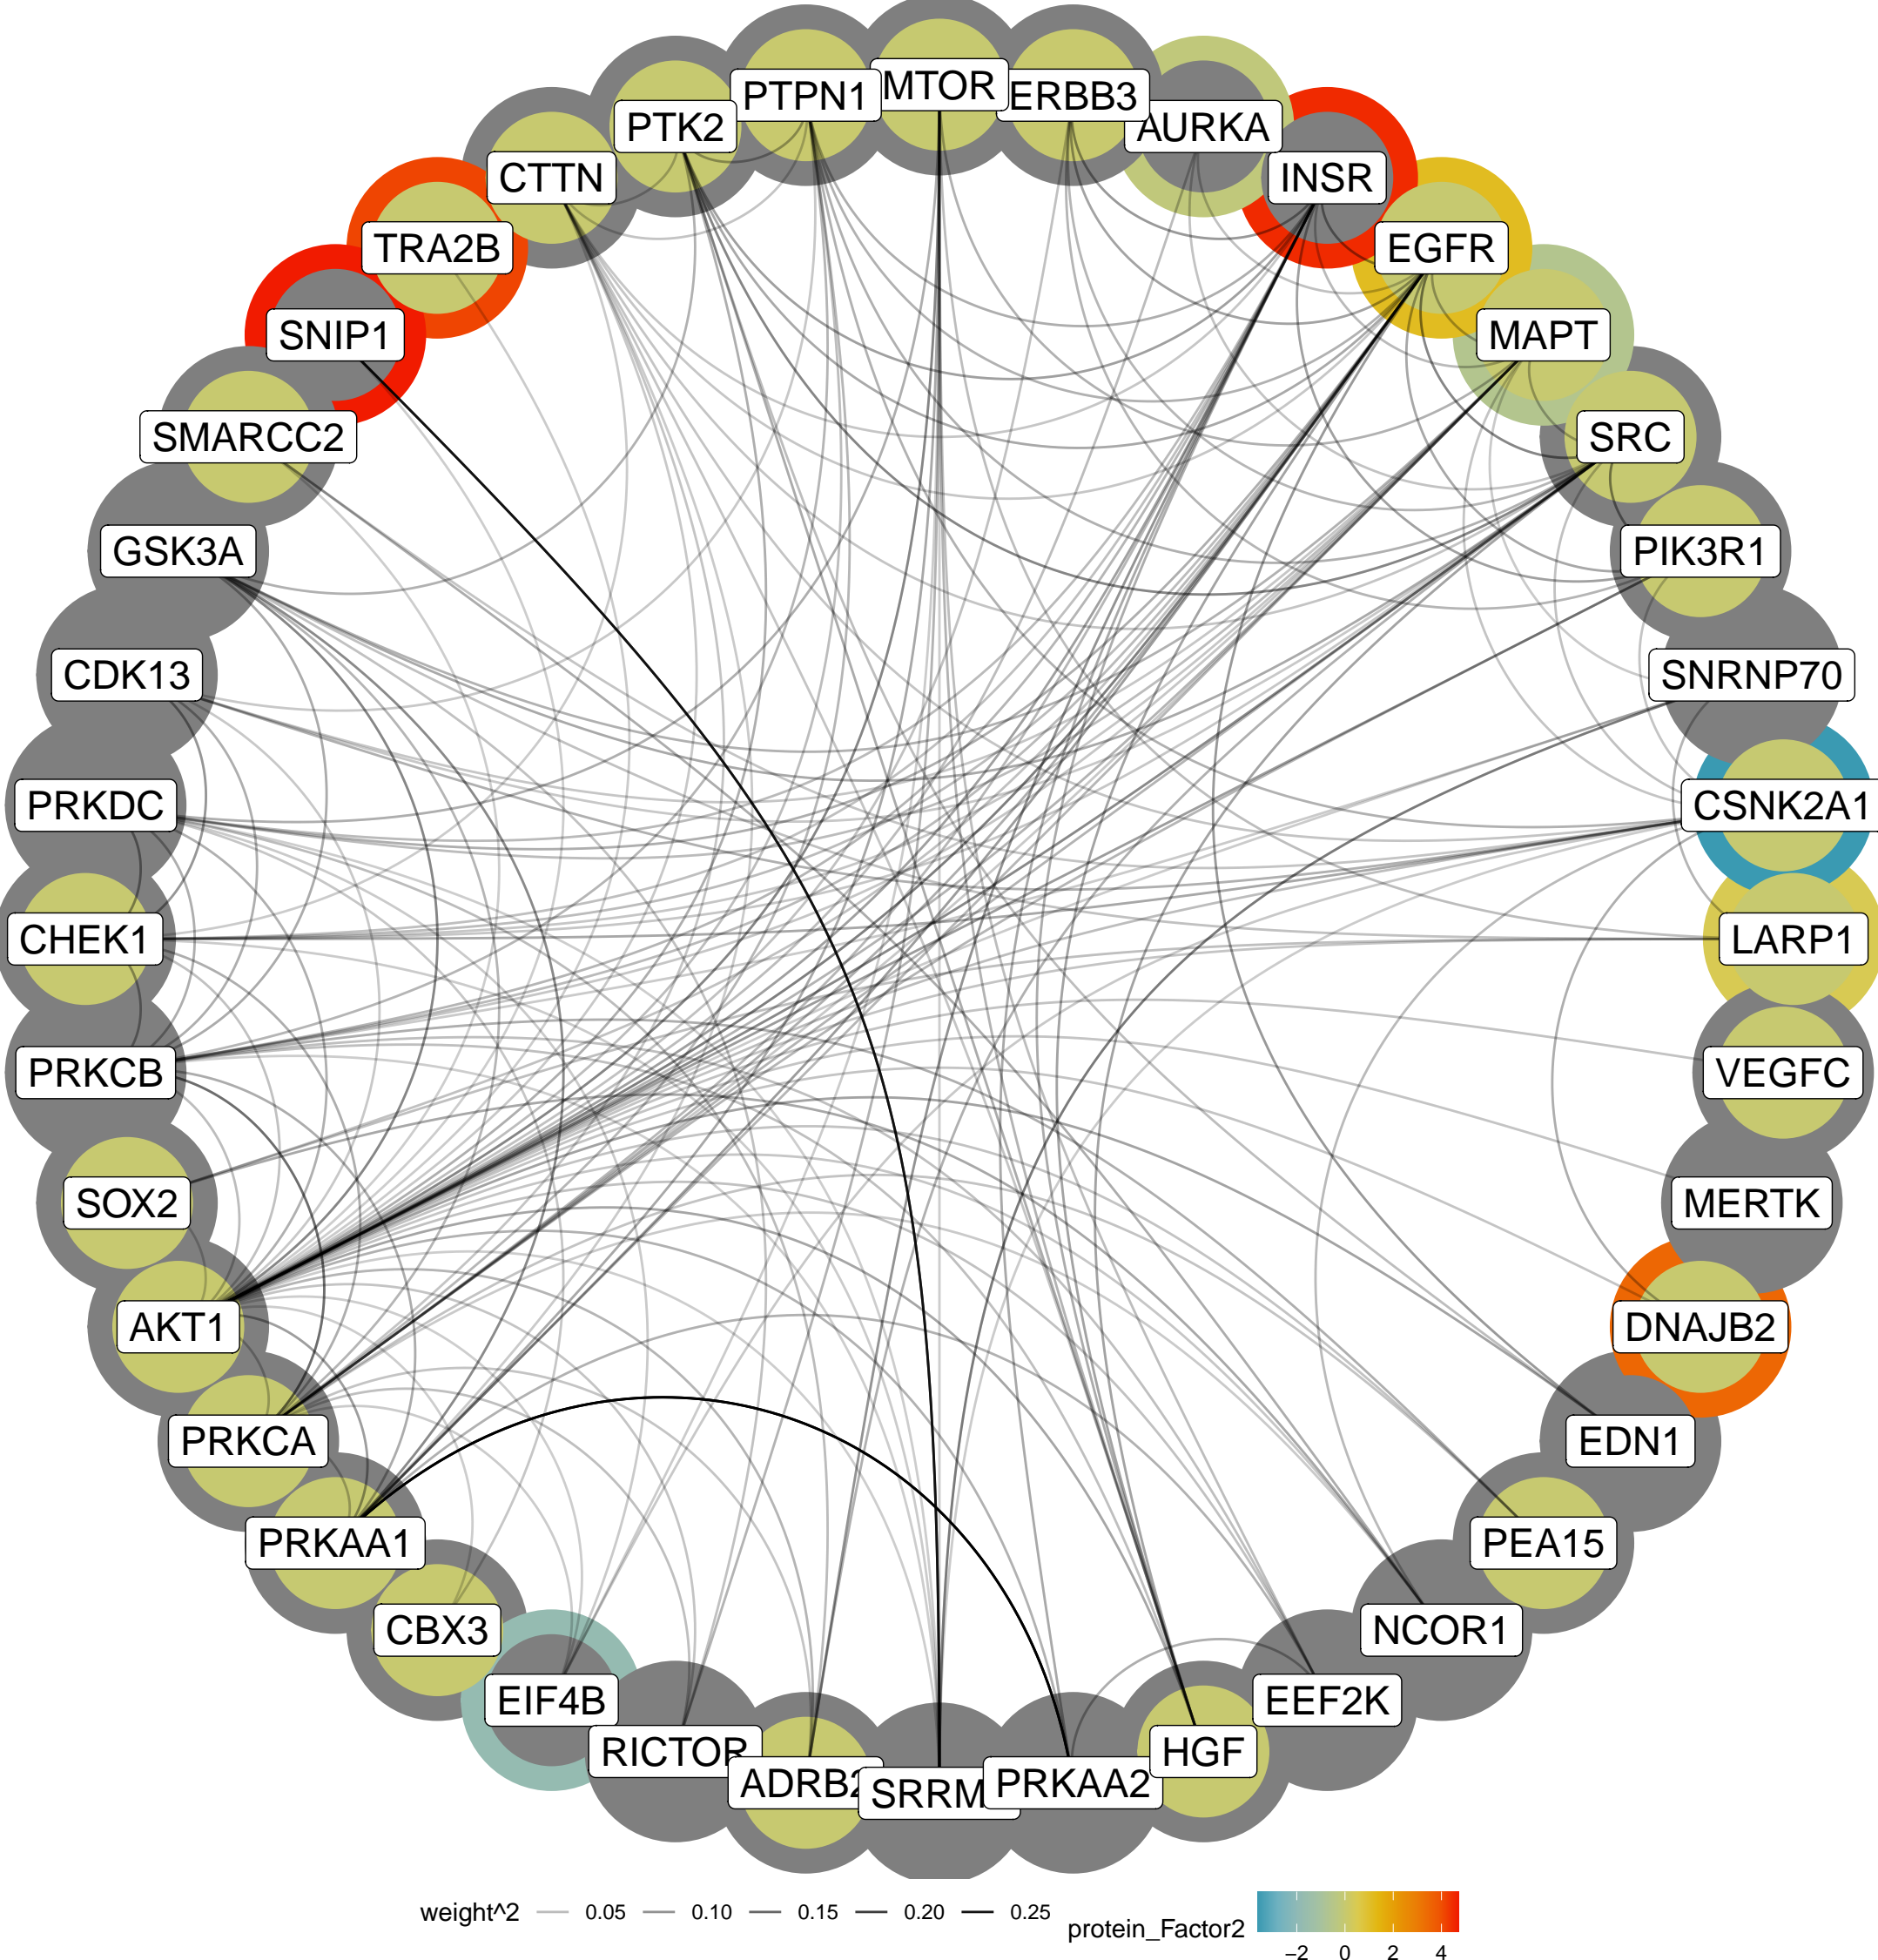 MTOR
PTPN1
ERBB3
PTK2
AURKA
CTTN
INSR
TRA2B
EGFR
SNIP1
MAPT
SMARCC2
SRC
GSK3A
PIK3R1
CDK13
SNRNP70
PRKDC
CSNK2A1
CHEK1
LARP1
PRKCB
VEGFC
SOX2
MERTK
AKT1
DNAJB2
PRKCA
EDN1
PRKAA1
PEA15
CBX3
NCOR1
EIF4B
EEF2K
RICTOR
HGF
ADRB2
SRRM
PRKAA2
weight^2 0.05 0.10 0.15 0.20 0.25
protein_Factor2
−2 0 2 4